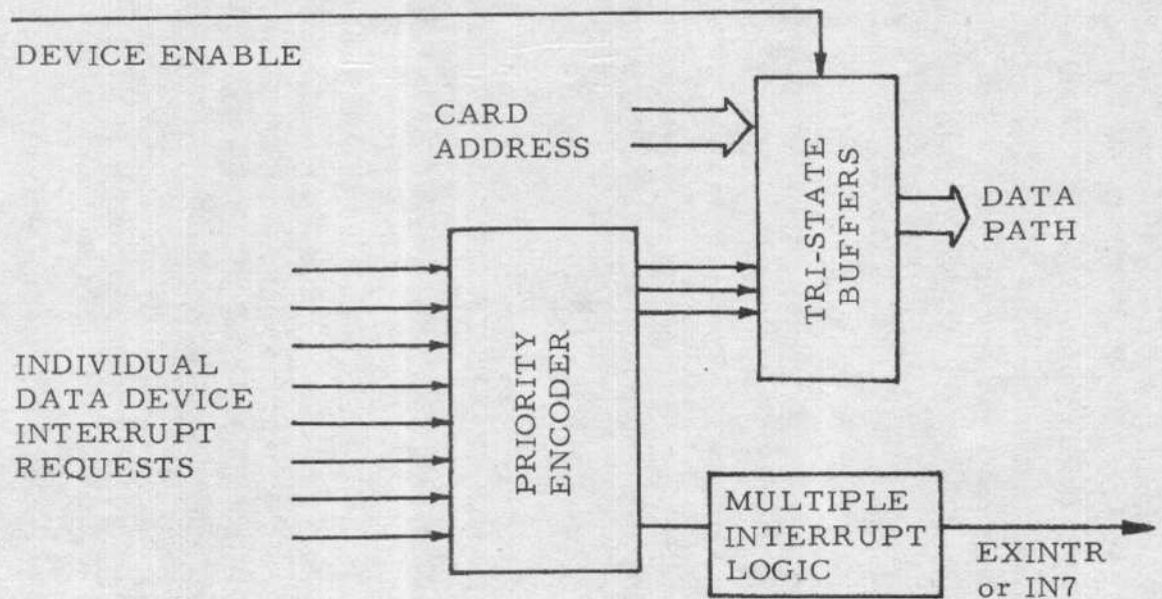 DEVICE ENABLE
CARD
ADDRESS
TRI-STATE
BUFFERS
DATA
PATH
INDIVIDUAL
DATA DEVICE
INTERRUPT
REQUESTS
PRIORITY
ENCODER
MULTIPLE
INTERRUPT
LOGIC
EXINTR
or IN7